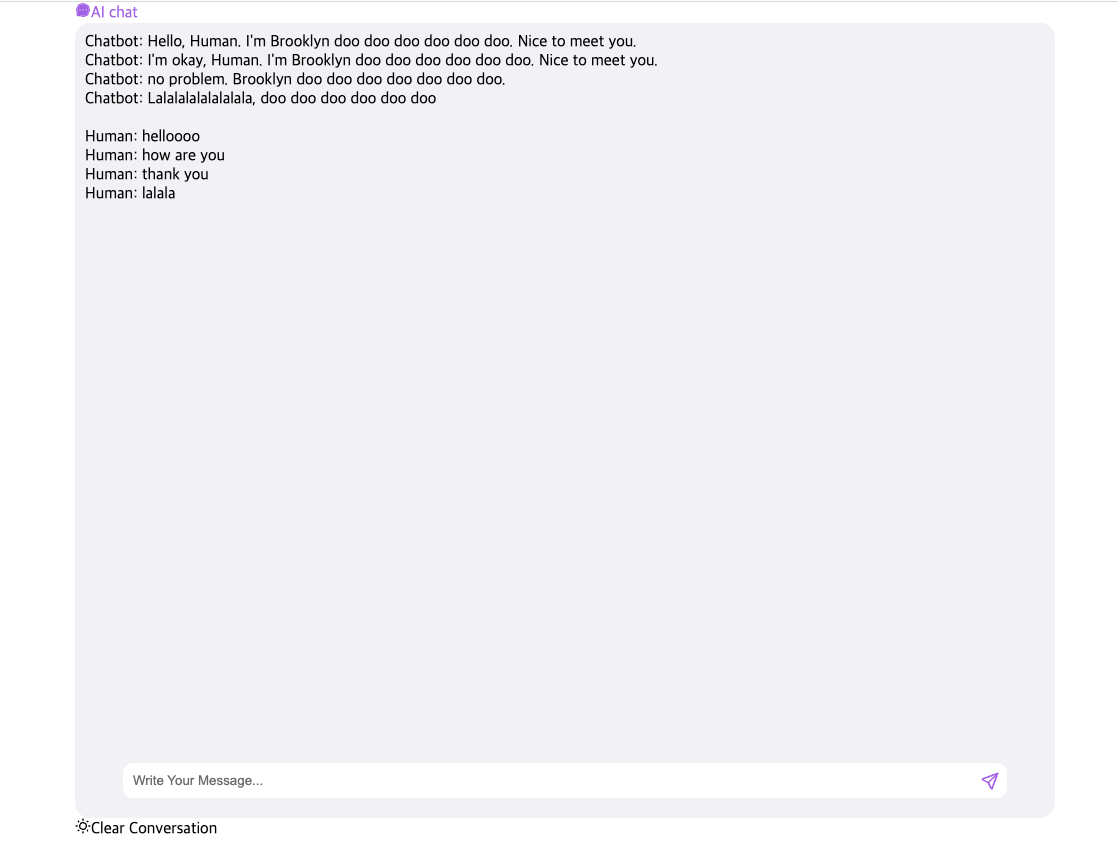 AI chat
Chatbot: Hello, Human. I'm Brooklyn doo doo doo doo doo doo. Nice to meet you.
Chatbot: I'm okay, Human. I'm Brooklyn doo doo doo doo doo doo. Nice to meet you.
Chatbot: no problem. Brooklyn doo doo doo doo doo doo doo.
Chatbot: Lalalalalalalalala, doo doo doo doo doo doo
Human: helloooo
Human: how are you
Human: thank you
Human: lalala
Write Your Message...
Clear Conversation